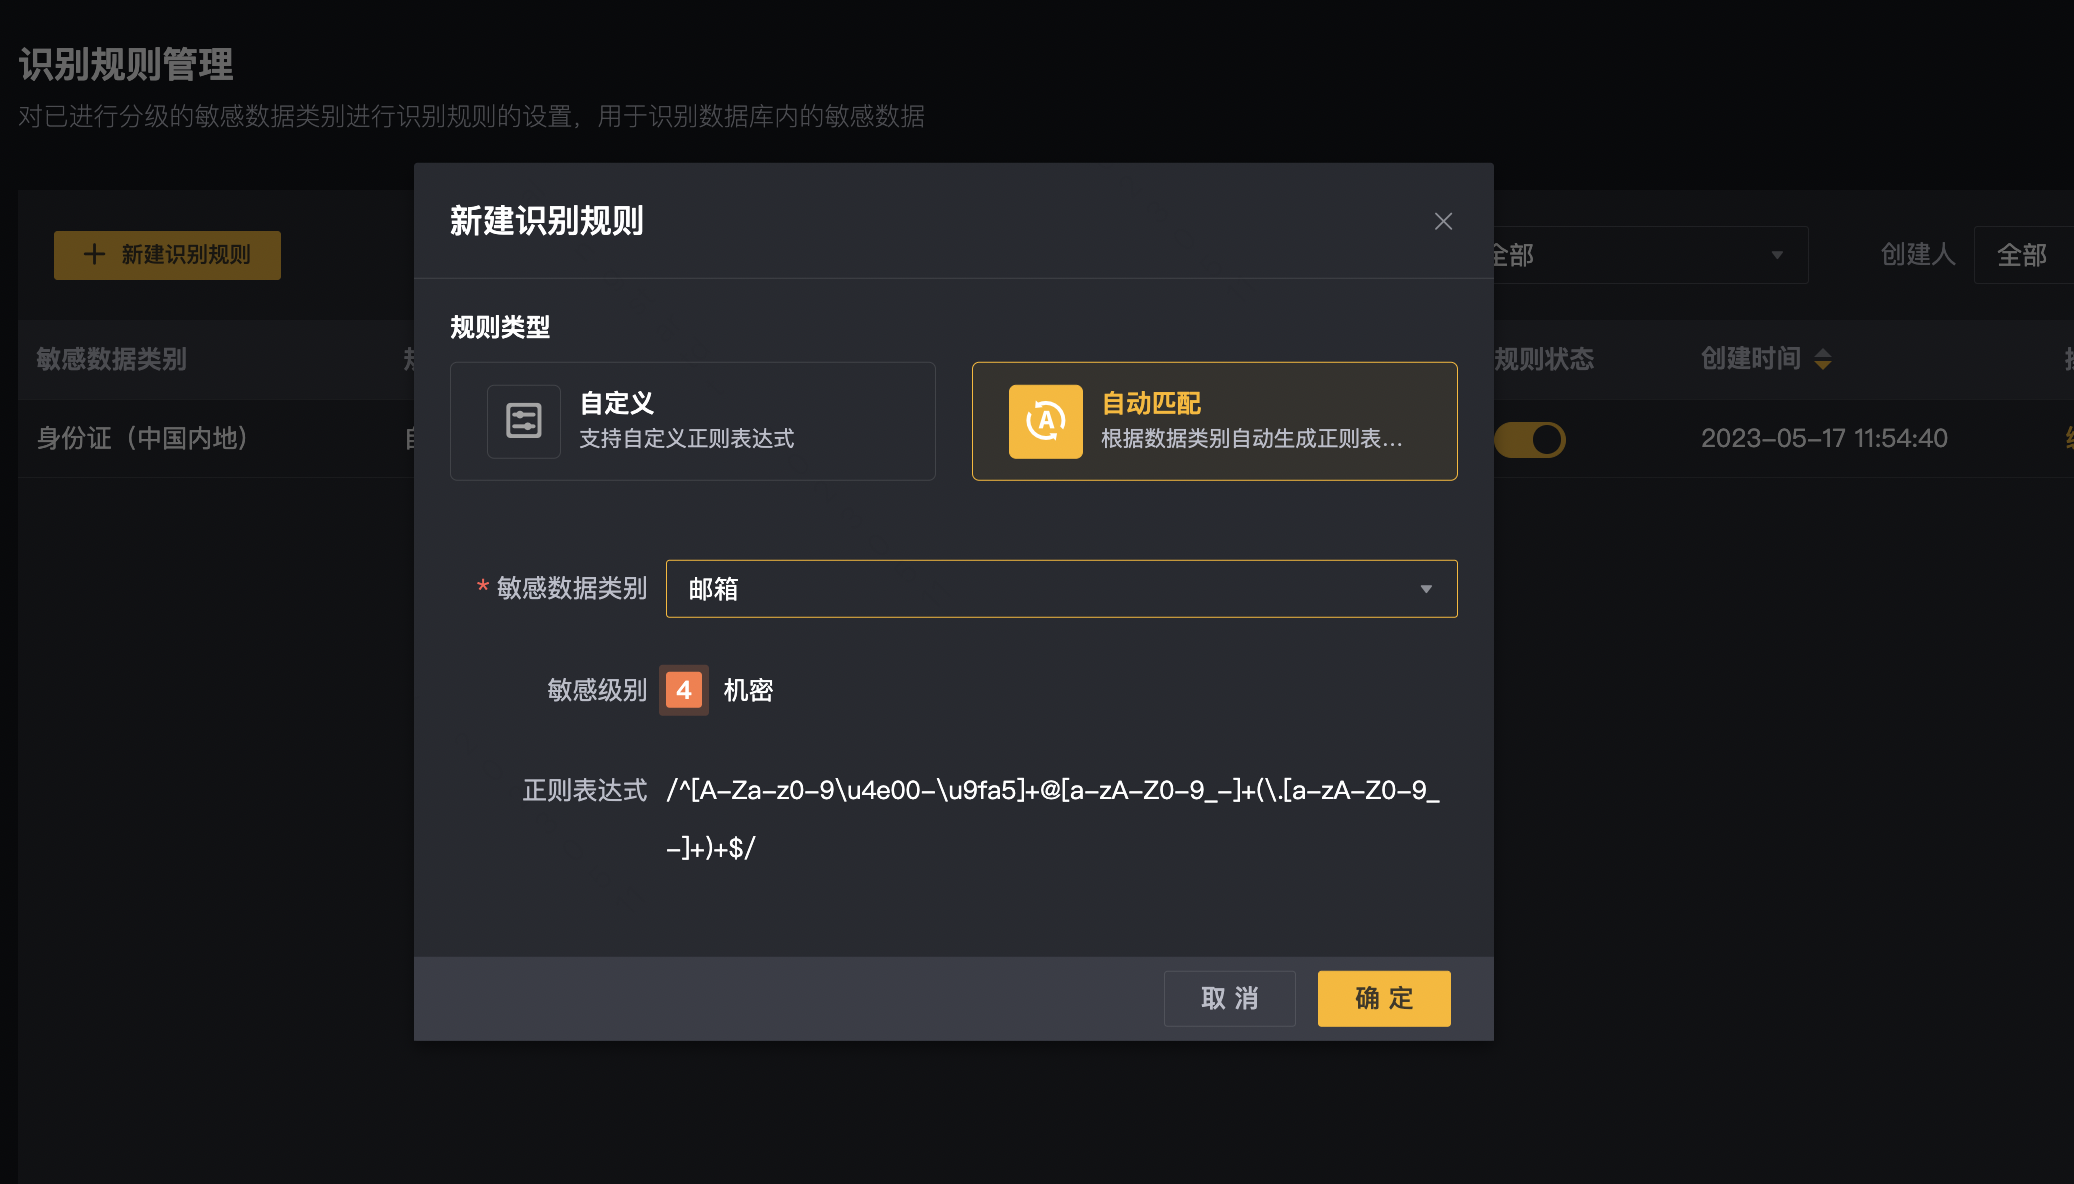 识别规则管理
对已进行分级的敏感数据类别进行识别规则的设置，用于识别数据库内的敏感数据
新建识别规则
全部
创建人
全部
敏感数据类别
规则状态
创建时间
身份证（中国内地）
2023-05-17 11:54:40
新建识别规则
规则类型
自定义
支持自定义正则表达式
A
自动匹配
根据数据类别自动生成正则表...
* 敏感数据类别
邮箱
敏感级别
4
机密
正则表达式
/^[A-Za-z0-9\u4e00-\u9fa5]+@[a-zA-Z0-9_-]+(\.[a-zA-Z0-9_
-]+)+$/
取 消
确 定